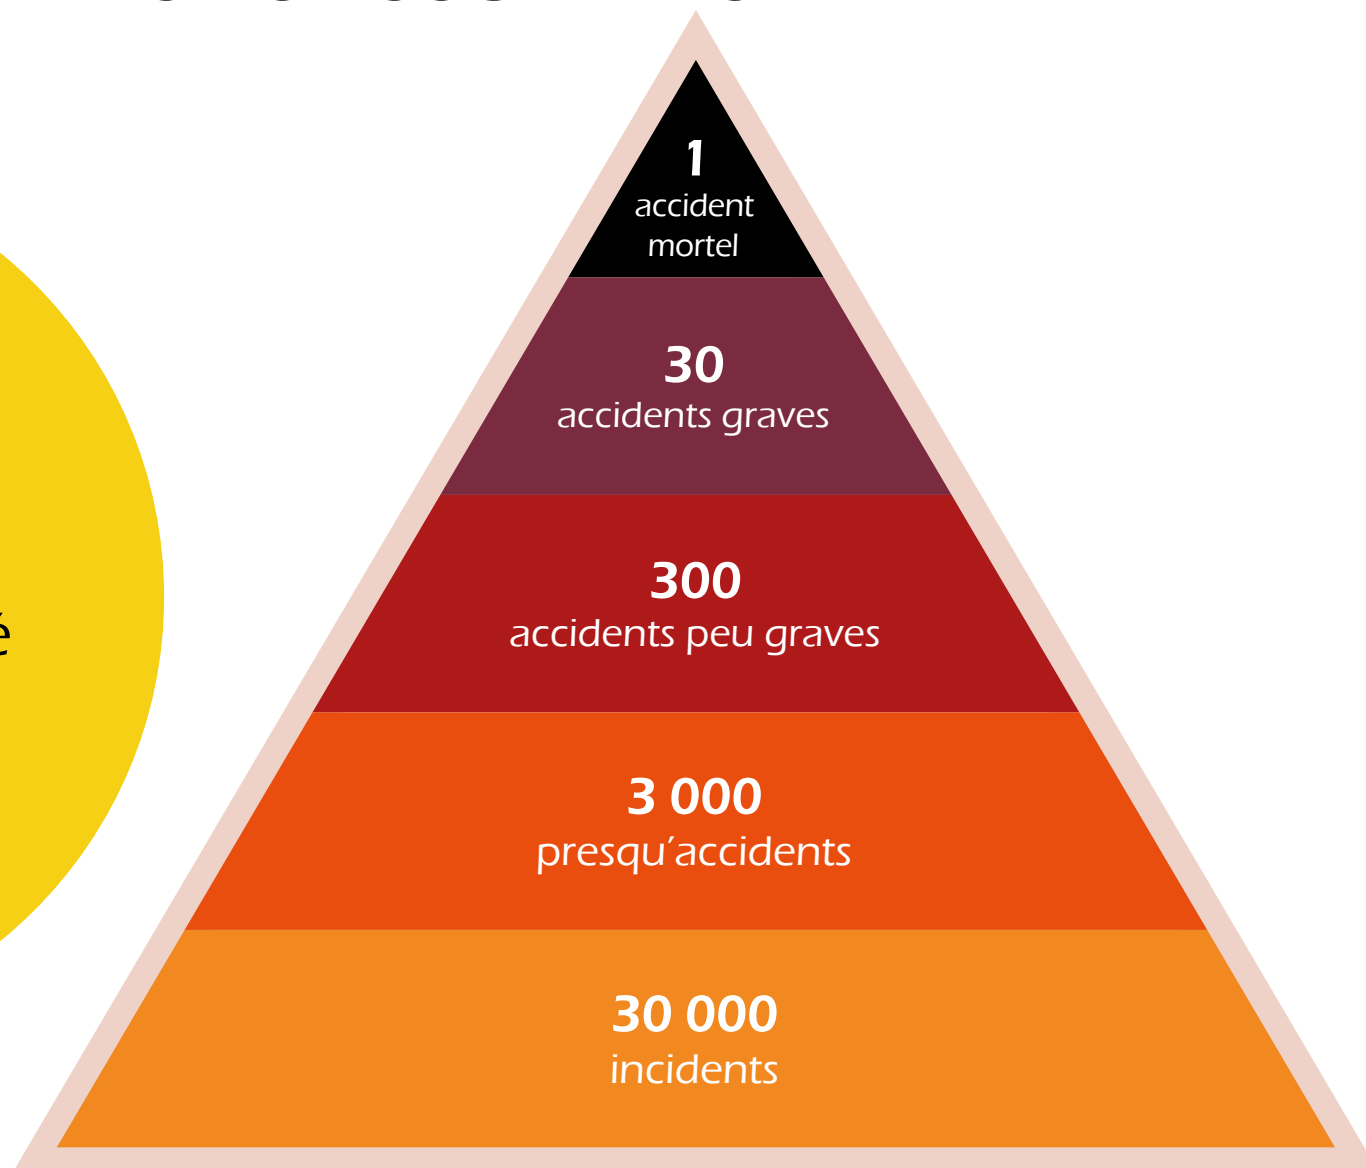 1
accident
mortel
30
accidents graves
300
accidents peu graves
é
3 000
presqu’accidents
30 000
incidents